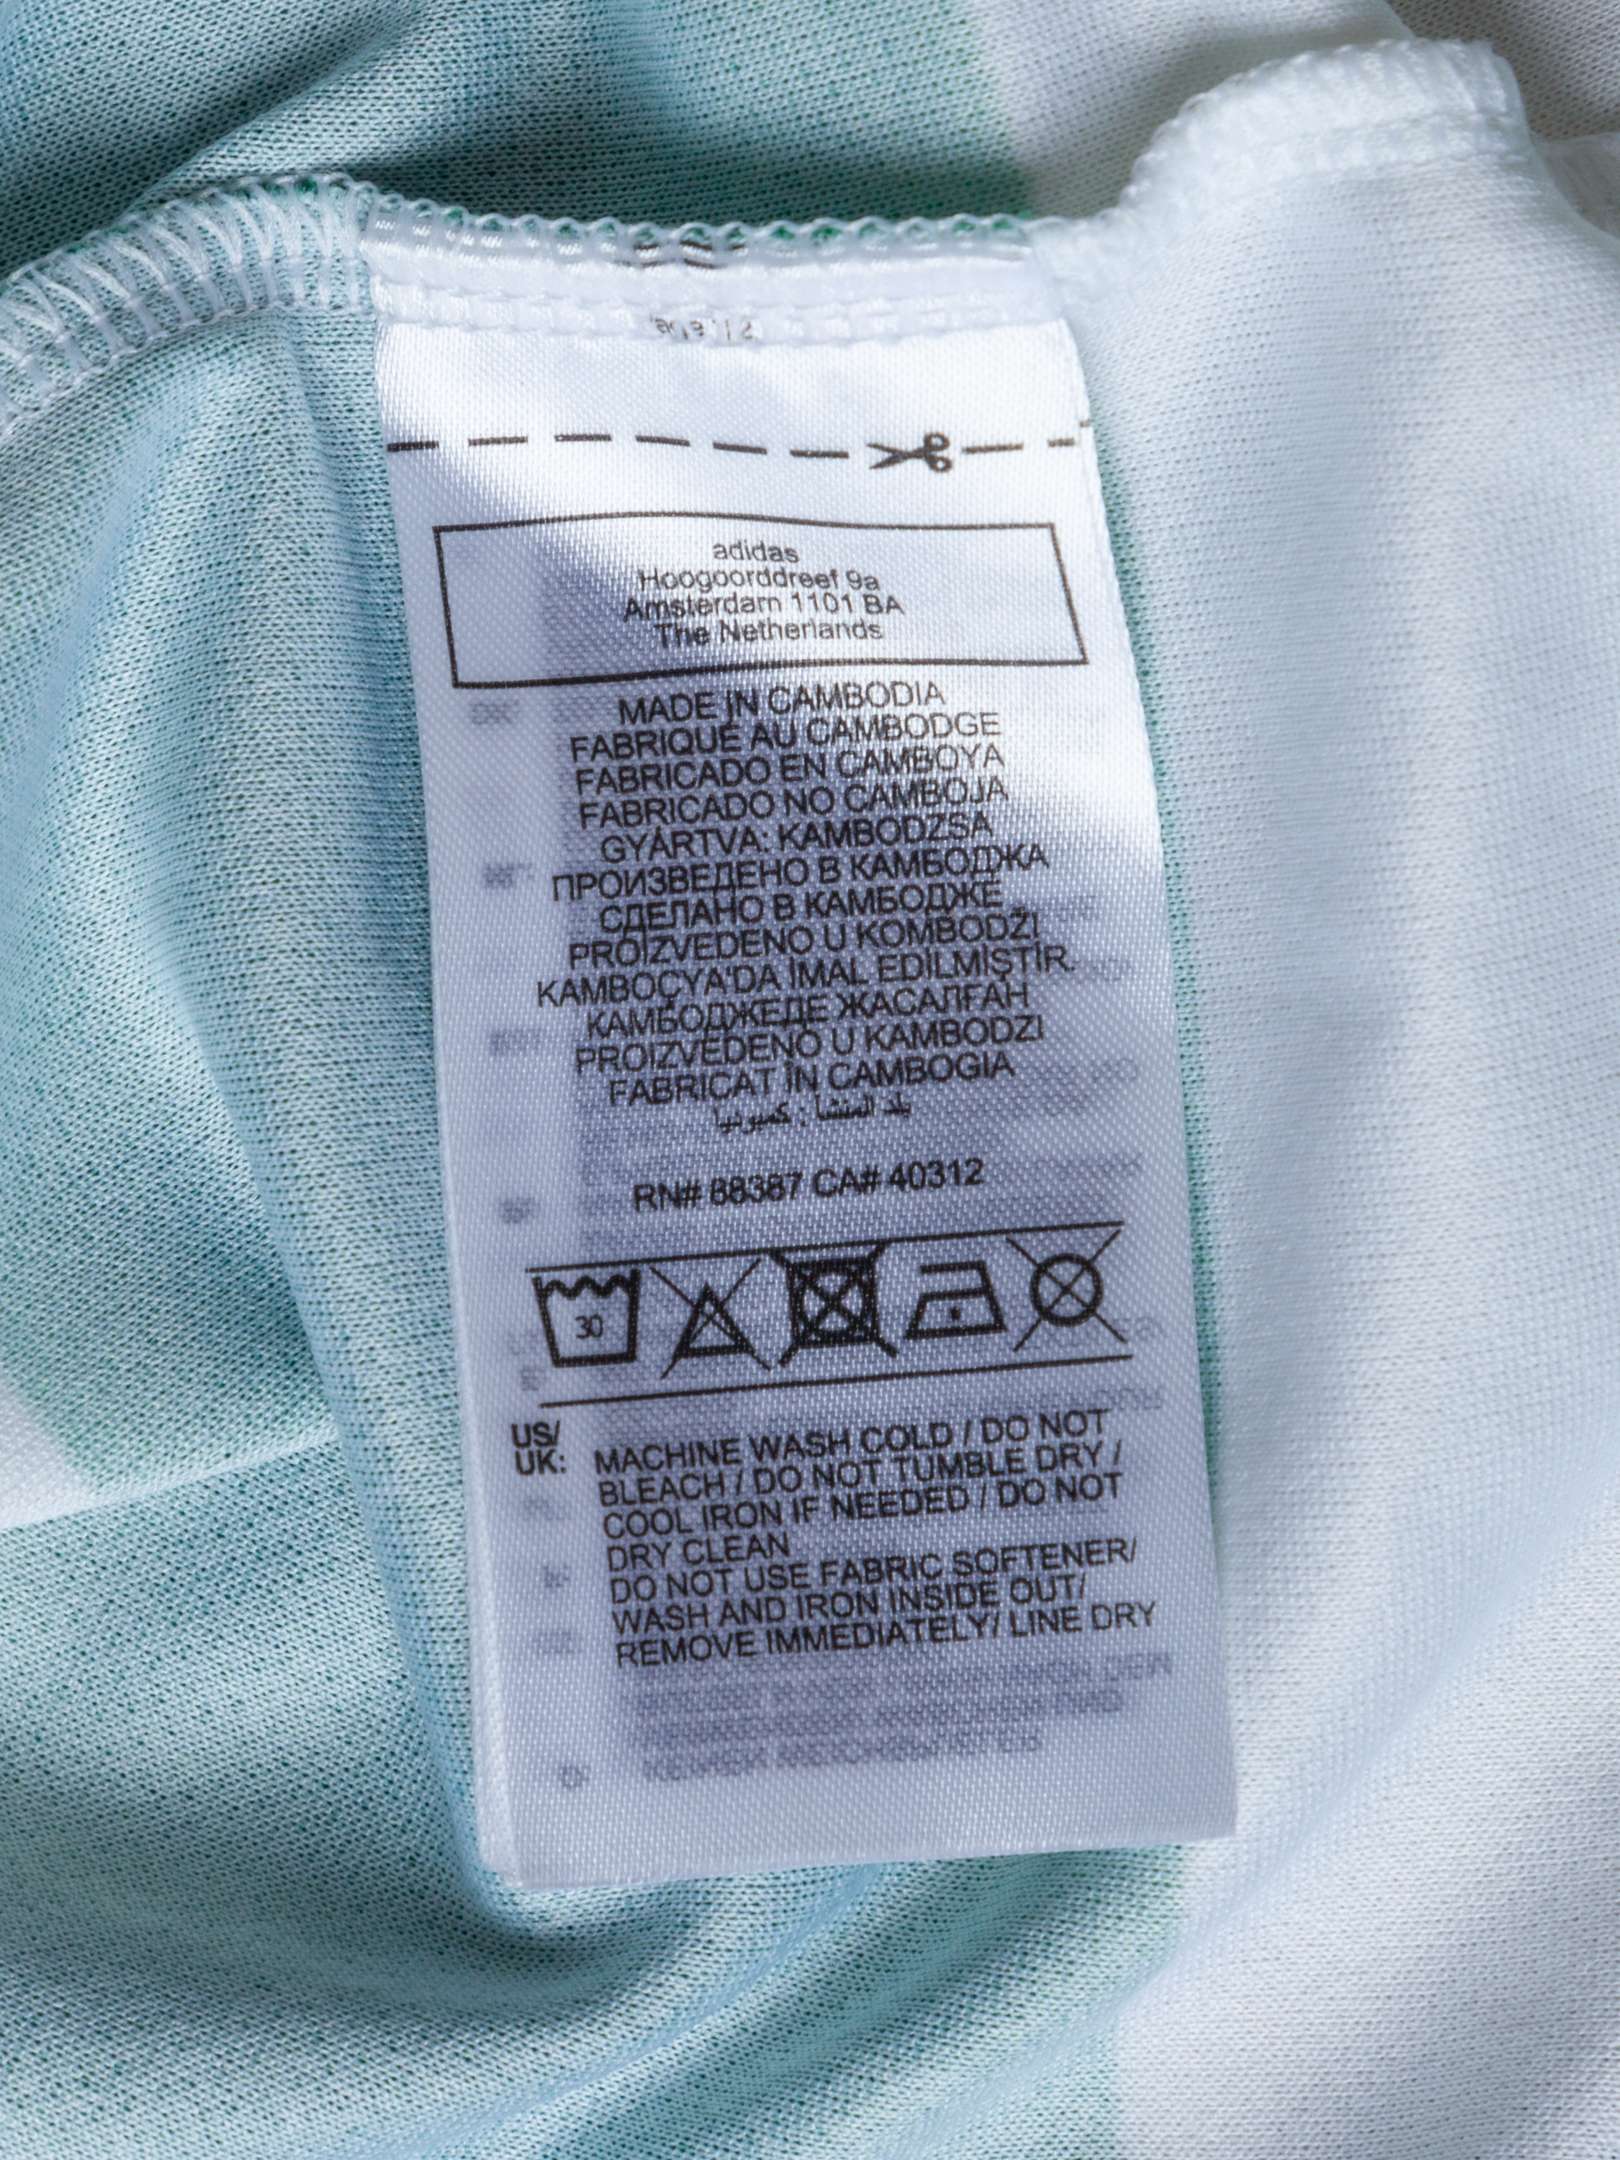 adidas
Hoogoorddreef 9a
Amsterdam 1101 BA
The Netherlands
MADE IN CAMBODIA
FABRIQUÉ AU CAMBODGE
FABRICADO EN CAMBOYA
FABRICADO NO CAMBOJA
GYÁRTVA: KAMBODZSA
ПРОИЗВЕДЕНО В КАМБОДЖА
СДЕЛАНО В КАМБОДЖЕ
PROIZVEDENO U KOMBODŽI
KAMBOÇYA'DA İMAL EDİLMİŞTİR.
КАМБОДЖЕДЕ ЖАСАЛҒАН
PROIZVEDENO U KAMBODZI
FABRICAT ÎN CAMBOGIA
بلد المنشأ : كمبوديا
RN# 88387 CA# 40312
30
US/
UK: MACHINE WASH COLD / DO NOT
BLEACH / DO NOT TUMBLE DRY /
COOL IRON IF NEEDED / DO NOT
DRY CLEAN
DO NOT USE FABRIC SOFTENER/
WASH AND IRON INSIDE OUT/
REMOVE IMMEDIATELY/ LINE DRY